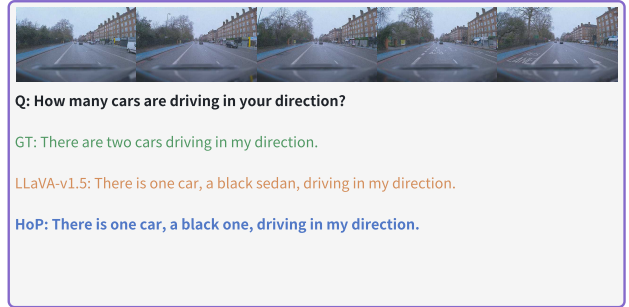 Q: How many cars are driving in your direction?
GT: There are two cars driving in my direction.
LLaVA-v1.5: There is one car, a black sedan, driving in my direction.
HoP: There is one car, a black one, driving in my direction.